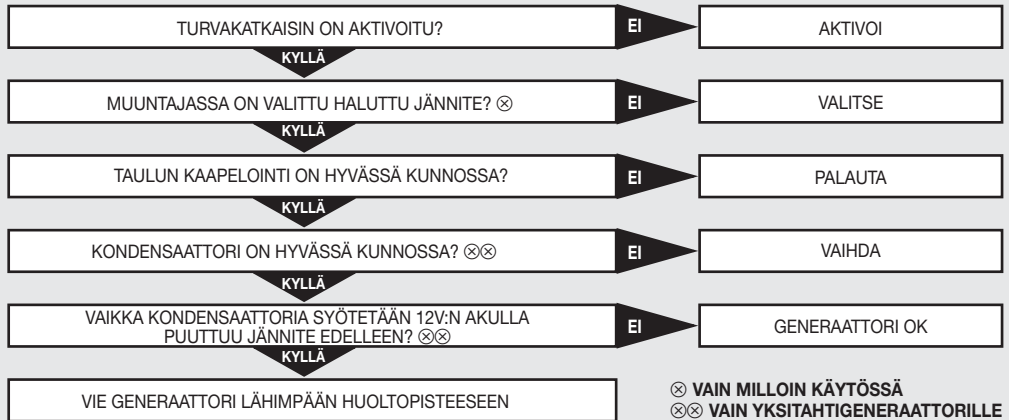 TURVAKATKAISIN ON AKTIVOITU?
EI
AKTIVOI
KYLLÄ
MUUNTAJASSA ON VALITTU HALUTTU JÄNNITE? ⊗
EI
VALITSE
KYLLÄ
TAULUN KAAPELOINTI ON HYVÄSSÄ KUNNOSSA?
EI
PALAUTA
KYLLÄ
KONDENSAATTORI ON HYVÄSSÄ KUNNOSSA? ⊗⊗
EI
VAIHDA
KYLLÄ
VAIKKA KONDENSAATTORIA SYÖTETÄÄN 12V:N AKULLA
PUUTTUU JÄNNITE EDELLEEN? ⊗⊗
EI
GENERAATTORI OK
KYLLÄ
VIE GENERAATTORI LÄHIMPÄÄN HUOLTOPISTEESEEN
⊗ VAIN MILLOIN KÄYTÖSSÄ
⊗⊗ VAIN YKSITAHTIGENERAATTORILLE